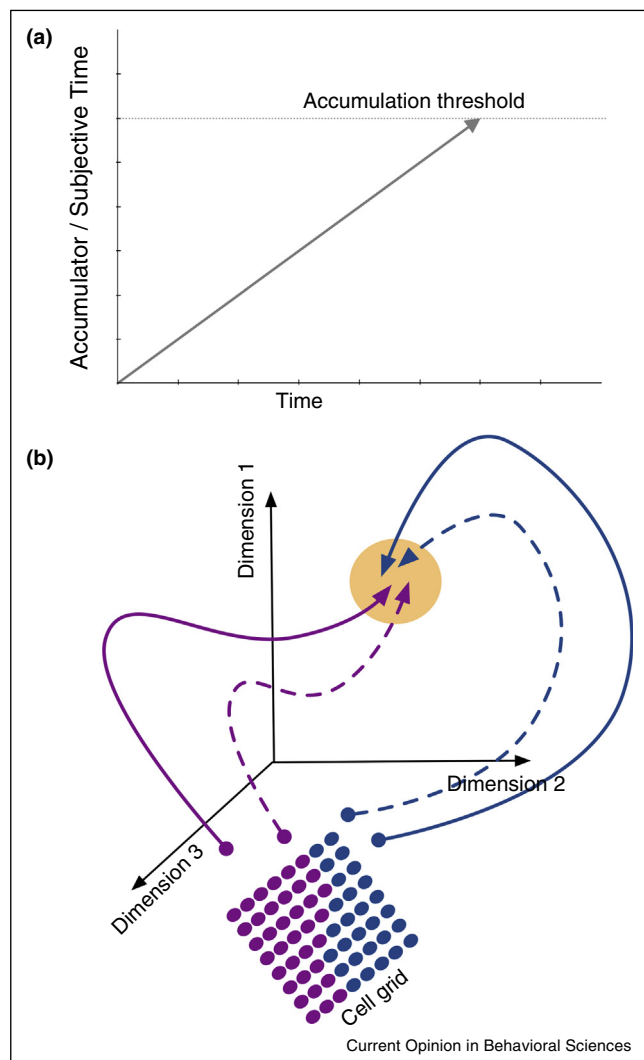 (a)
Accumulator / Subjective Time
Accumulation threshold
Time
(b)
Dimension 1
Dimension 2
Dimension 3
Cell grid
Current Opinion in Behavioral Sciences